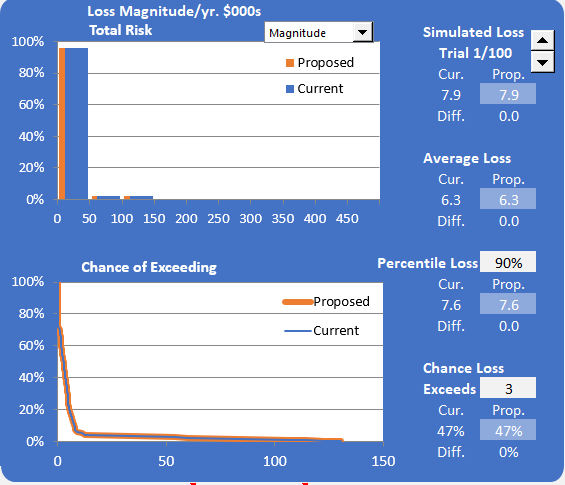 Loss Magnitude/yr. $000s
Total Risk
Magnitude
100%
80%
60%
40%
20%
0%
Proposed
Current
0 50 100 150 200 250 300 350 400 450
Chance of Exceeding
100%
80%
60%
40%
20%
0%
Proposed
Current
0 50 100 150
Simulated Loss
Trial 1/100
Cur. Prop.
7.9 7.9
Diff. 0.0
Average Loss
Cur. Prop.
6.3 6.3
Diff. 0.0
Percentile Loss 90%
Cur. Prop.
7.6 7.6
Diff. 0.0
Chance Loss
Exceeds 3
Cur. Prop.
47% 47%
Diff. 0%